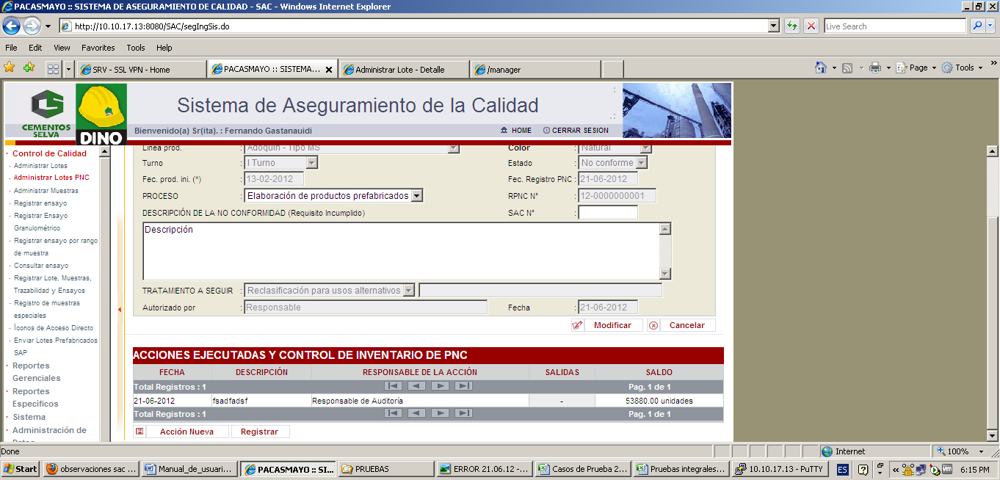 PACASMAYO :: SISTEMA DE ASEGURAMIENTO DE CALIDAD - SAC - Windows Internet Explorer
http://10.10.17.13:8080/SAC/segIngSis.do
Live Search
File Edit View Favorites Tools Help
SRV - SSL VPN - Home
PACASMAYO :: SISTEMA...
Administrar Lote - Detalle
/manager
Page
Tools
CEMENTOS SELVA
DINO
Sistema de Aseguramiento de la Calidad
Bienvenido(a) Sr(ita). : Fernando Gastanauidi
HOME
CERRAR SESION
· Control de Calidad
· Administrar Lotes
· Administrar Lotes PNC
· Administrar Muestras
· Registrar ensayo
· Registrar Ensayo
Granulométrico
· Registrar ensayo por rango
de muestra
· Consultar ensayo
· Registrar Lote, Muestras,
Trazabilidad y Ensayos
· Registro de muestras
especiales
· Íconos de Acceso Directo
· Enviar Lotes Prefabricados
SAP
· Reportes
Gerenciales
· Reportes
Específicos
· Sistema
· Administración de
Datos
Línea prod. : Adoquín - Tipo MS
Color : Natural
Turno : I Turno
Estado : No conforme
Fec. prod. ini. (*) : 13-02-2012
Fec. Registro PNC : 21-06-2012
PROCESO : Elaboración de productos prefabricados
RPNC N° : 12-0000000001
DESCRIPCIÓN DE LA NO CONFORMIDAD (Requisito Incumplido)
SAC N° :
Descripción
TRATAMIENTO A SEGUIR : Reclasificación para usos alternativos
Autorizado por : Responsable
Fecha : 21-06-2012
Modificar
Cancelar
ACCIONES EJECUTADAS Y CONTROL DE INVENTARIO DE PNC
FECHA DESCRIPCIÓN RESPONSABLE DE LA ACCIÓN SALIDAS SALDO
Total Registros : 1 Pag. 1 de 1
21-06-2012 fsadfadsf Responsable de Auditoría - 53880.00 unidades
Total Registros : 1 Pag. 1 de 1
Acción Nueva
Registrar
Done
Internet
100%
Start
observaciones sac ...
Manual_de_usuari...
PACASMAYO :: SI...
PRUEBAS
ERROR 21.06.12 -...
Casos de Prueba 2...
Pruebas integrales...
10.10.17.13 - PuTTY
ES
6:15 PM